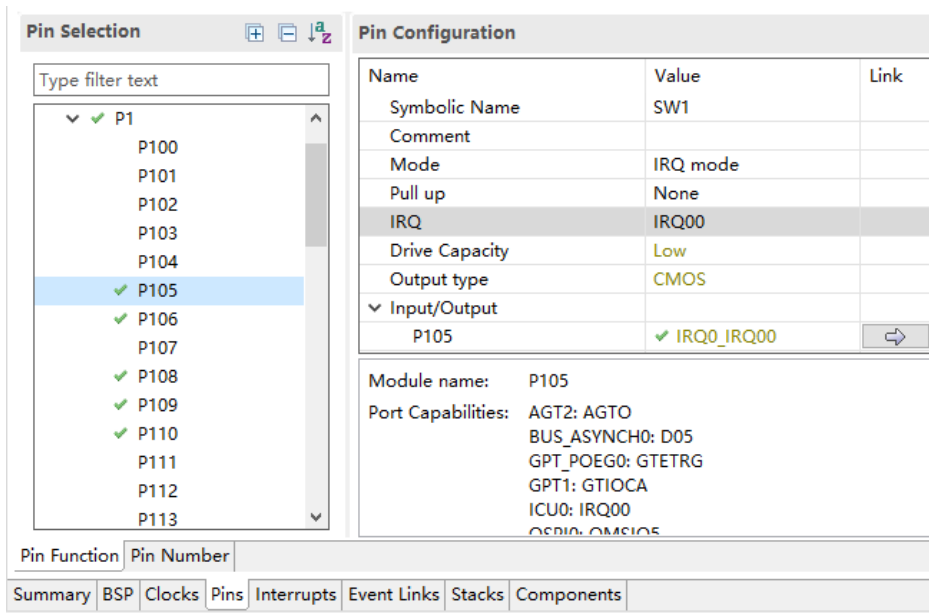 Pin Selection
Type filter text
P1
P100
P101
P102
P103
P104
P105
P106
P107
P108
P109
P110
P111
P112
P113
Pin Configuration
Name Value Link
Symbolic Name SW1
Comment
Mode IRQ mode
Pull up None
IRQ IRQ00
Drive Capacity Low
Output type CMOS
Input/Output
P105 IRQ0_IRQ00
Module name: P105
Port Capabilities: AGT2: AGTO
BUS_ASYNCH0: D05
GPT_POEG0: GTETRG
GPT1: GTIOCA
ICU0: IRQ00
OSPI0: OMSIO5
Pin Function Pin Number
Summary BSP Clocks Pins Interrupts Event Links Stacks Components